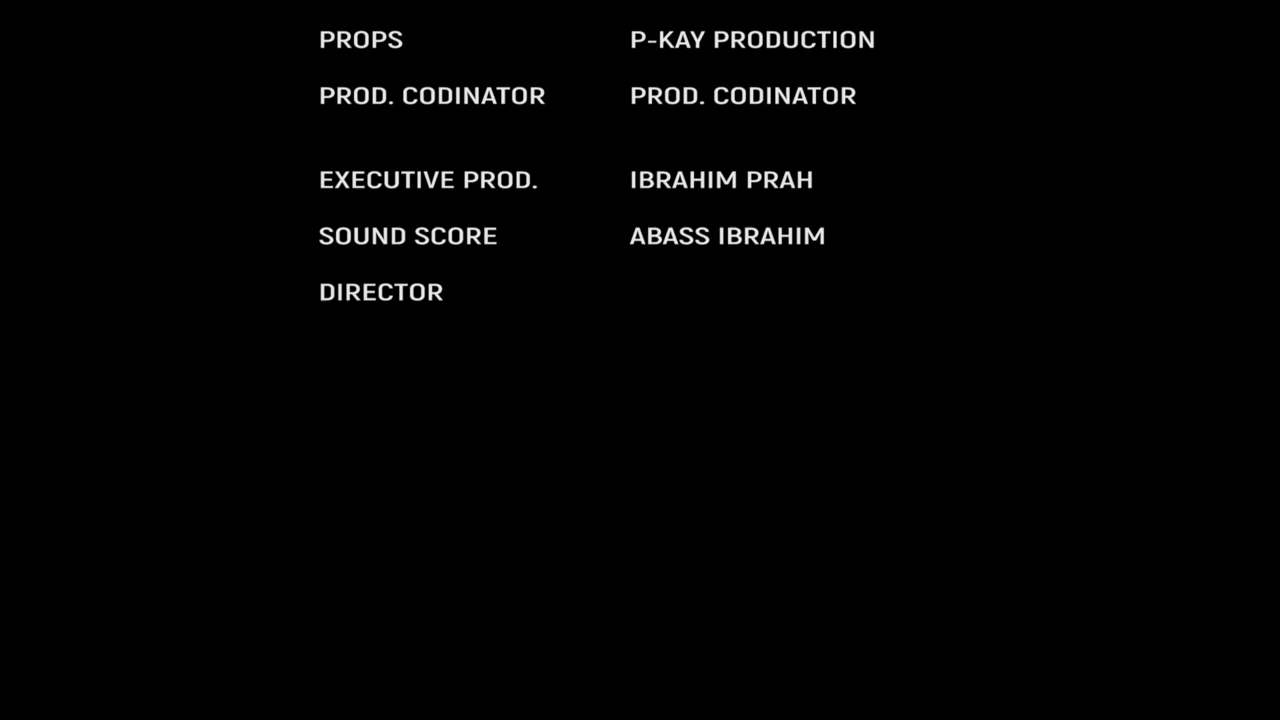 PROPS P-KAY PRODUCTION
PROD. CODINATOR PROD. CODINATOR
EXECUTIVE PROD. IBRAHIM PRAH
SOUND SCORE ABASS IBRAHIM
DIRECTOR